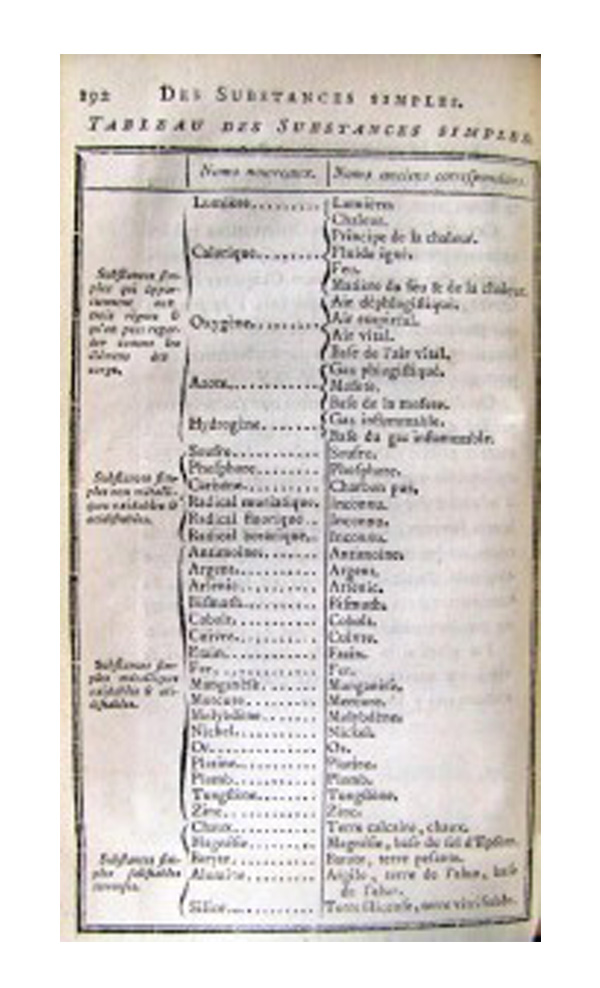 192 DES SUBSTANCES SIMPLES.
TABLEAU DES SUBSTANCES SIMPLES.
Noms nouveaux. Noms anciens correspondans.
Substances simples qui appartiennent aux trois règnes & qu'on peut regarder comme les élémens des corps.
Lumière......... Lumière.
Calorique....... Chaleur.
Principe de la chaleur.
Fluide igné.
Feu.
Matière du feu & de la chaleur.
Oxygène......... Air déphlogistiqué.
Air empiréal.
Air vital.
Base de l'air vital.
Azote........... Gaz phlogistiqué.
Mofete.
Base de la mofete.
Hydrogène....... Gaz inflammable.
Base du gaz inflammable.
Substances simples non métalliques oxidables & acidifiables.
Soufre.......... Soufre.
Phosphore....... Phosphore.
Carbone......... Charbon pur.
Radical muriatique. Inconnu.
Radical fluorique.. Inconnu.
Radical boracique.. Inconnu.
Substances simples métalliques oxidables & acidifiables.
Antimoine....... Antimoine.
Argent.......... Argent.
Arsenic......... Arsenic.
Bismuth......... Bismuth.
Cobolt.......... Cobolt.
Cuivre.......... Cuivre.
Etain........... Etain.
Fer............. Fer.
Manganèse....... Manganèse.
Mercure......... Mercure.
Molybdène....... Molybdène.
Nickel.......... Nickel.
Or.............. Or.
Platine......... Platine.
Plomb........... Plomb.
Tungstène....... Tungstène.
Zinc............ Zinc.
Substances simples salifiables terreuses.
Chaux........... Terre calcaire, chaux.
Magnésie........ Magnésie, base du sel d'Epsom.
Baryte.......... Barote, terre pesante.
Alumine......... Argile, terre de l'alun, base
de l'alun.
Silice.......... Terre siliceuse, terre vitrifiable.